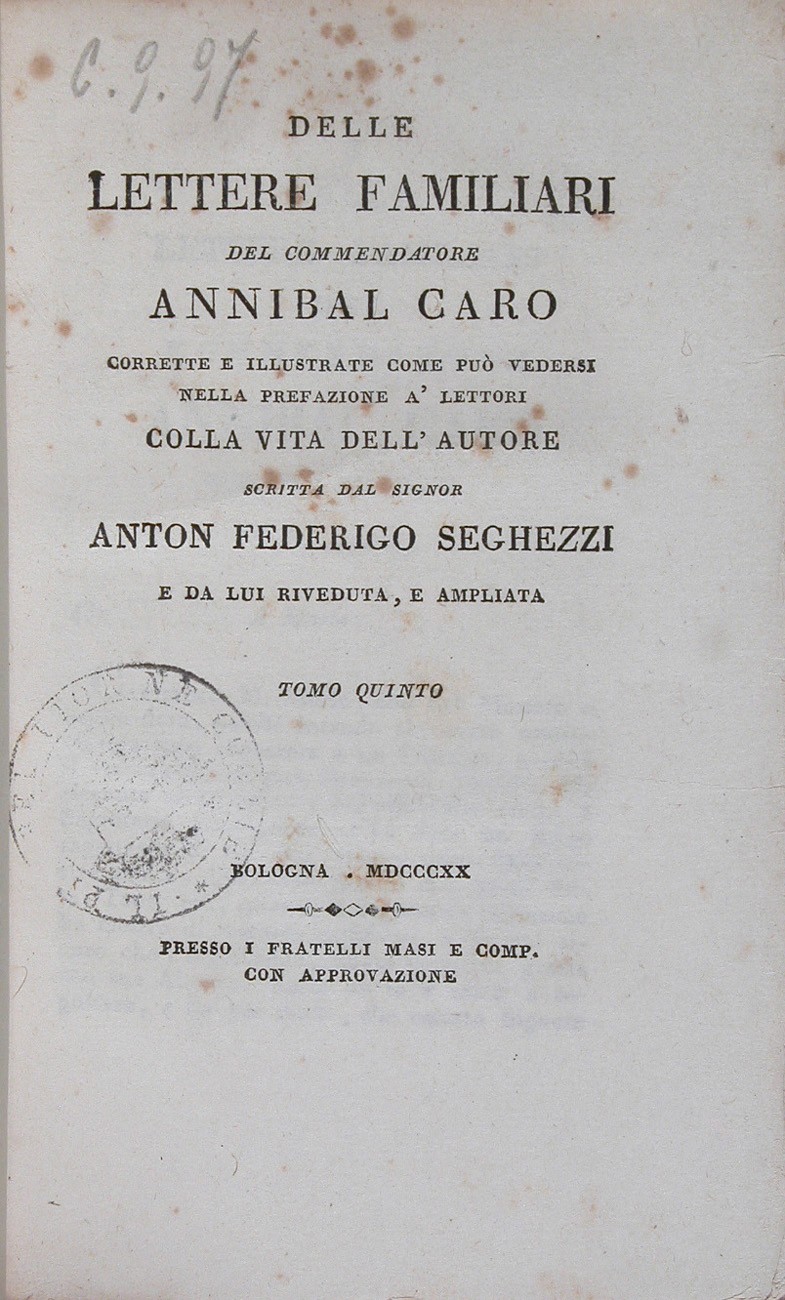 C. 9. 97
DELLE
LETTERE FAMILIARI
DEL COMMENDATORE
ANNIBAL CARO
CORRETTE E ILLUSTRATE COME PUÒ VEDERSI
NELLA PREFAZIONE A' LETTORI
COLLA VITA DELL' AUTORE
SCRITTA DAL SIGNOR
ANTON FEDERIGO SEGHEZZI
E DA LUI RIVEDUTA, E AMPLIATA
TOMO QUINTO
BOLOGNA . MDCCCXX
PRESSO I FRATELLI MASI E COMP.
CON APPROVAZIONE